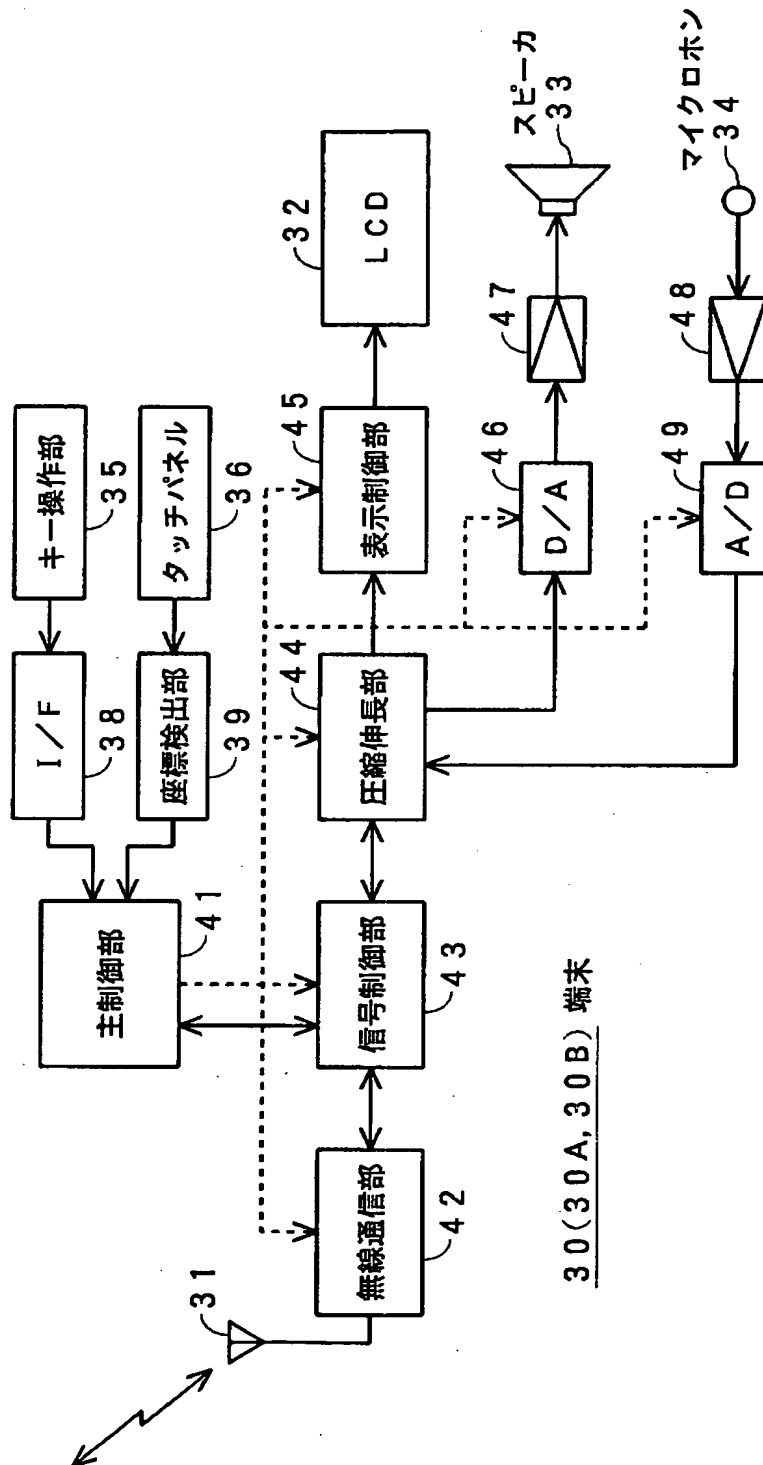 キー操作部
35
タッチパネル
36
I/F
38
座標検出部
39
主制御部
41
31
無線通信部
42
信号制御部
43
圧縮伸長部
44
表示制御部
45
LCD
32
D/A
46
47
スピーカ
33
A/D
49
48
マイクロホン
34
30(30A,30B) 端末